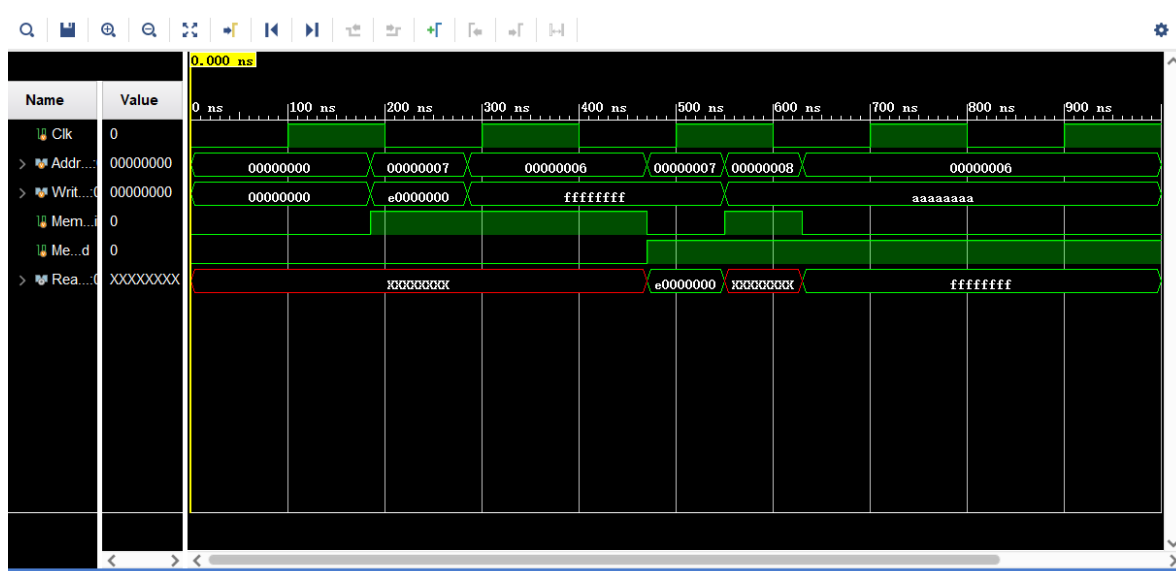 0.000 ns
Name Value
0 ns 100 ns 200 ns 300 ns 400 ns 500 ns 600 ns 700 ns 800 ns 900 ns
Clk 0
Addr...: 00000000 00000000 00000007 00000006 00000007 00000008 00000006
Writ...:0 00000000 00000000 e0000000 ffffffff aaaaaaaa
Mem...i 0
Me...d 0
Rea...:0 XXXXXXXX XXXXXXXX e0000000 XXXXXXXX ffffffff